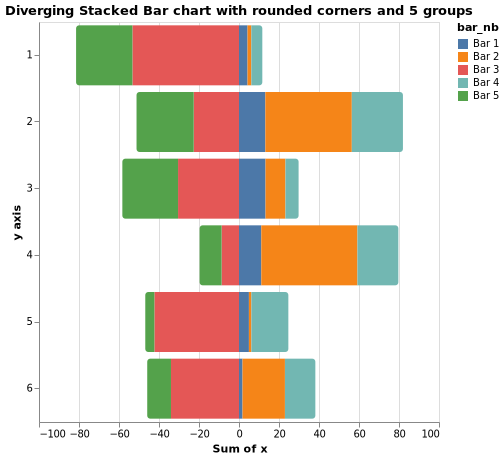 Diverging Stacked Bar chart with rounded corners and 5 groups
bar_nb
Bar 1
Bar 2
Bar 3
Bar 4
Bar 5
y axis
1
2
3
4
5
6
−100 −80 −60 −40 −20 0 20 40 60 80 100
Sum of x